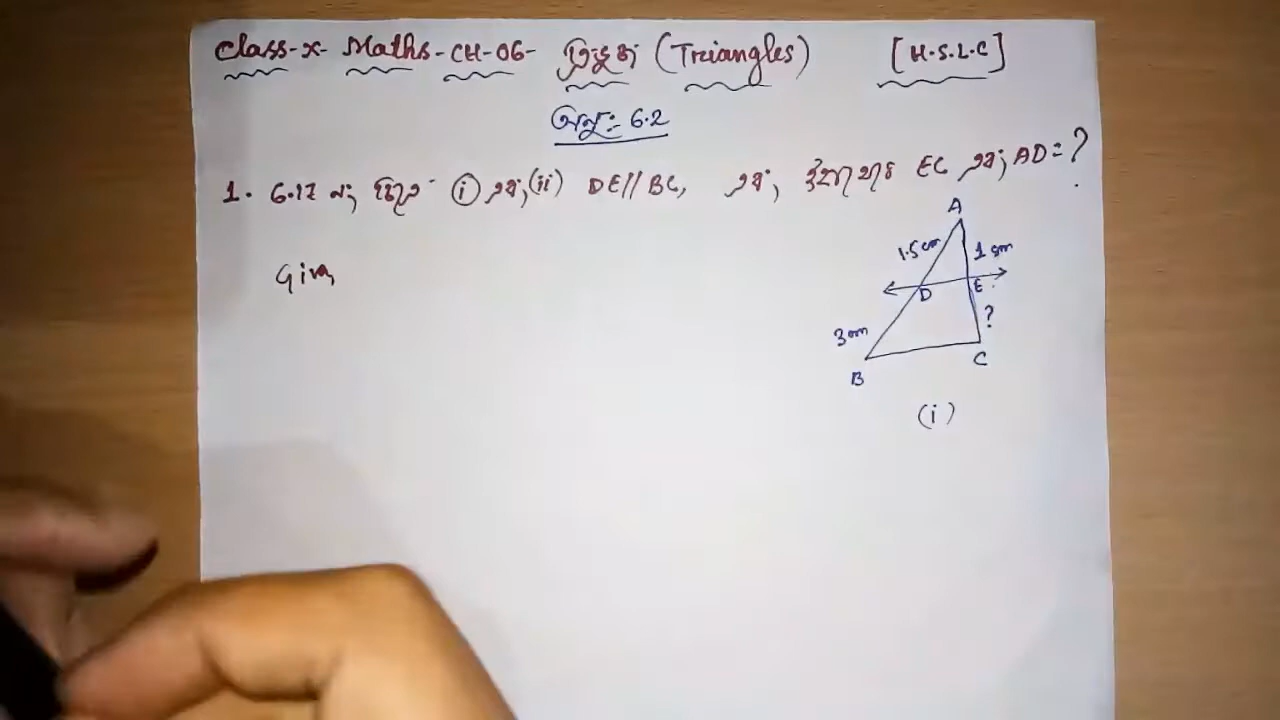 Class-X- Maths-CH-06- ত্ৰিভুজ (Triangles) [H.S.L.C]
অনু:- 6.2
1. 6.17 নং চিত্ৰ (i) (ii) DE//BC, EC AD=?
A
1.5cm 1cm
Given
D E
3cm ?
B C
(i)